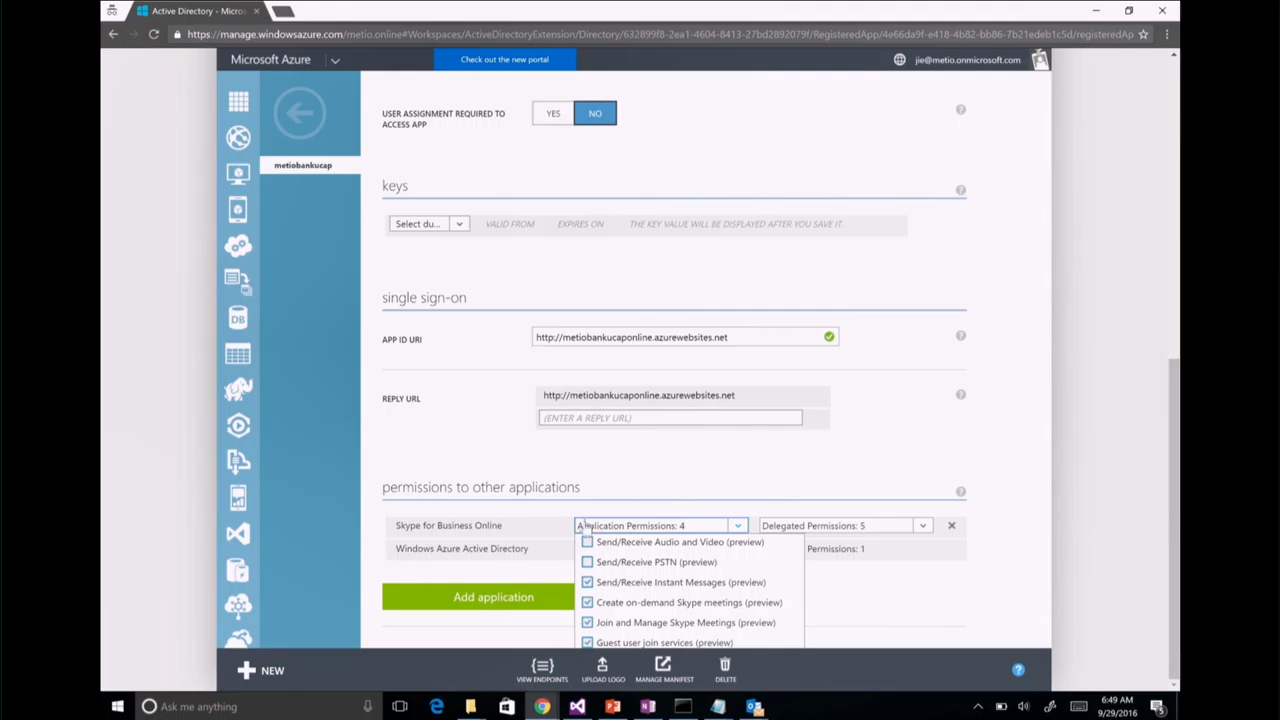 Active Directory
https://manage.windowsazure.com/metio.online#Workspaces/ActiveDirectoryExtension/Directory/632899f8-2ea1-4604-8413-27bd2892079f/RegisteredApp/4e66da9f-e418-4b82-bb86-7b21edeb1c5d/registeredAp
Microsoft Azure
Check out the new portal
jie@metio.onmicrosoft.com
metiobankucap
USER ASSIGNMENT REQUIRED TO
ACCESS APP
YES
NO
keys
Select du...
VALID FROM
EXPIRES ON
THE KEY VALUE WILL BE DISPLAYED AFTER YOU SAVE IT.
single sign-on
APP ID URI
http://metiobankucaponline.azurewebsites.net
REPLY URL
http://metiobankucaponline.azurewebsites.net
(ENTER A REPLY URL)
permissions to other applications
Skype for Business Online
Application Permissions: 4
Delegated Permissions: 5
Send/Receive Audio and Video (preview)
Windows Azure Active Directory
Permissions: 1
Send/Receive PSTN (preview)
Send/Receive Instant Messages (preview)
Add application
Create on-demand Skype meetings (preview)
Join and Manage Skype Meetings (preview)
Guest user join services (preview)
DB
NEW
VIEW ENDPOINTS
UPLOAD LOGO
MANAGE MANIFEST
DELETE
Ask me anything
6:49 AM
9/29/2016
5